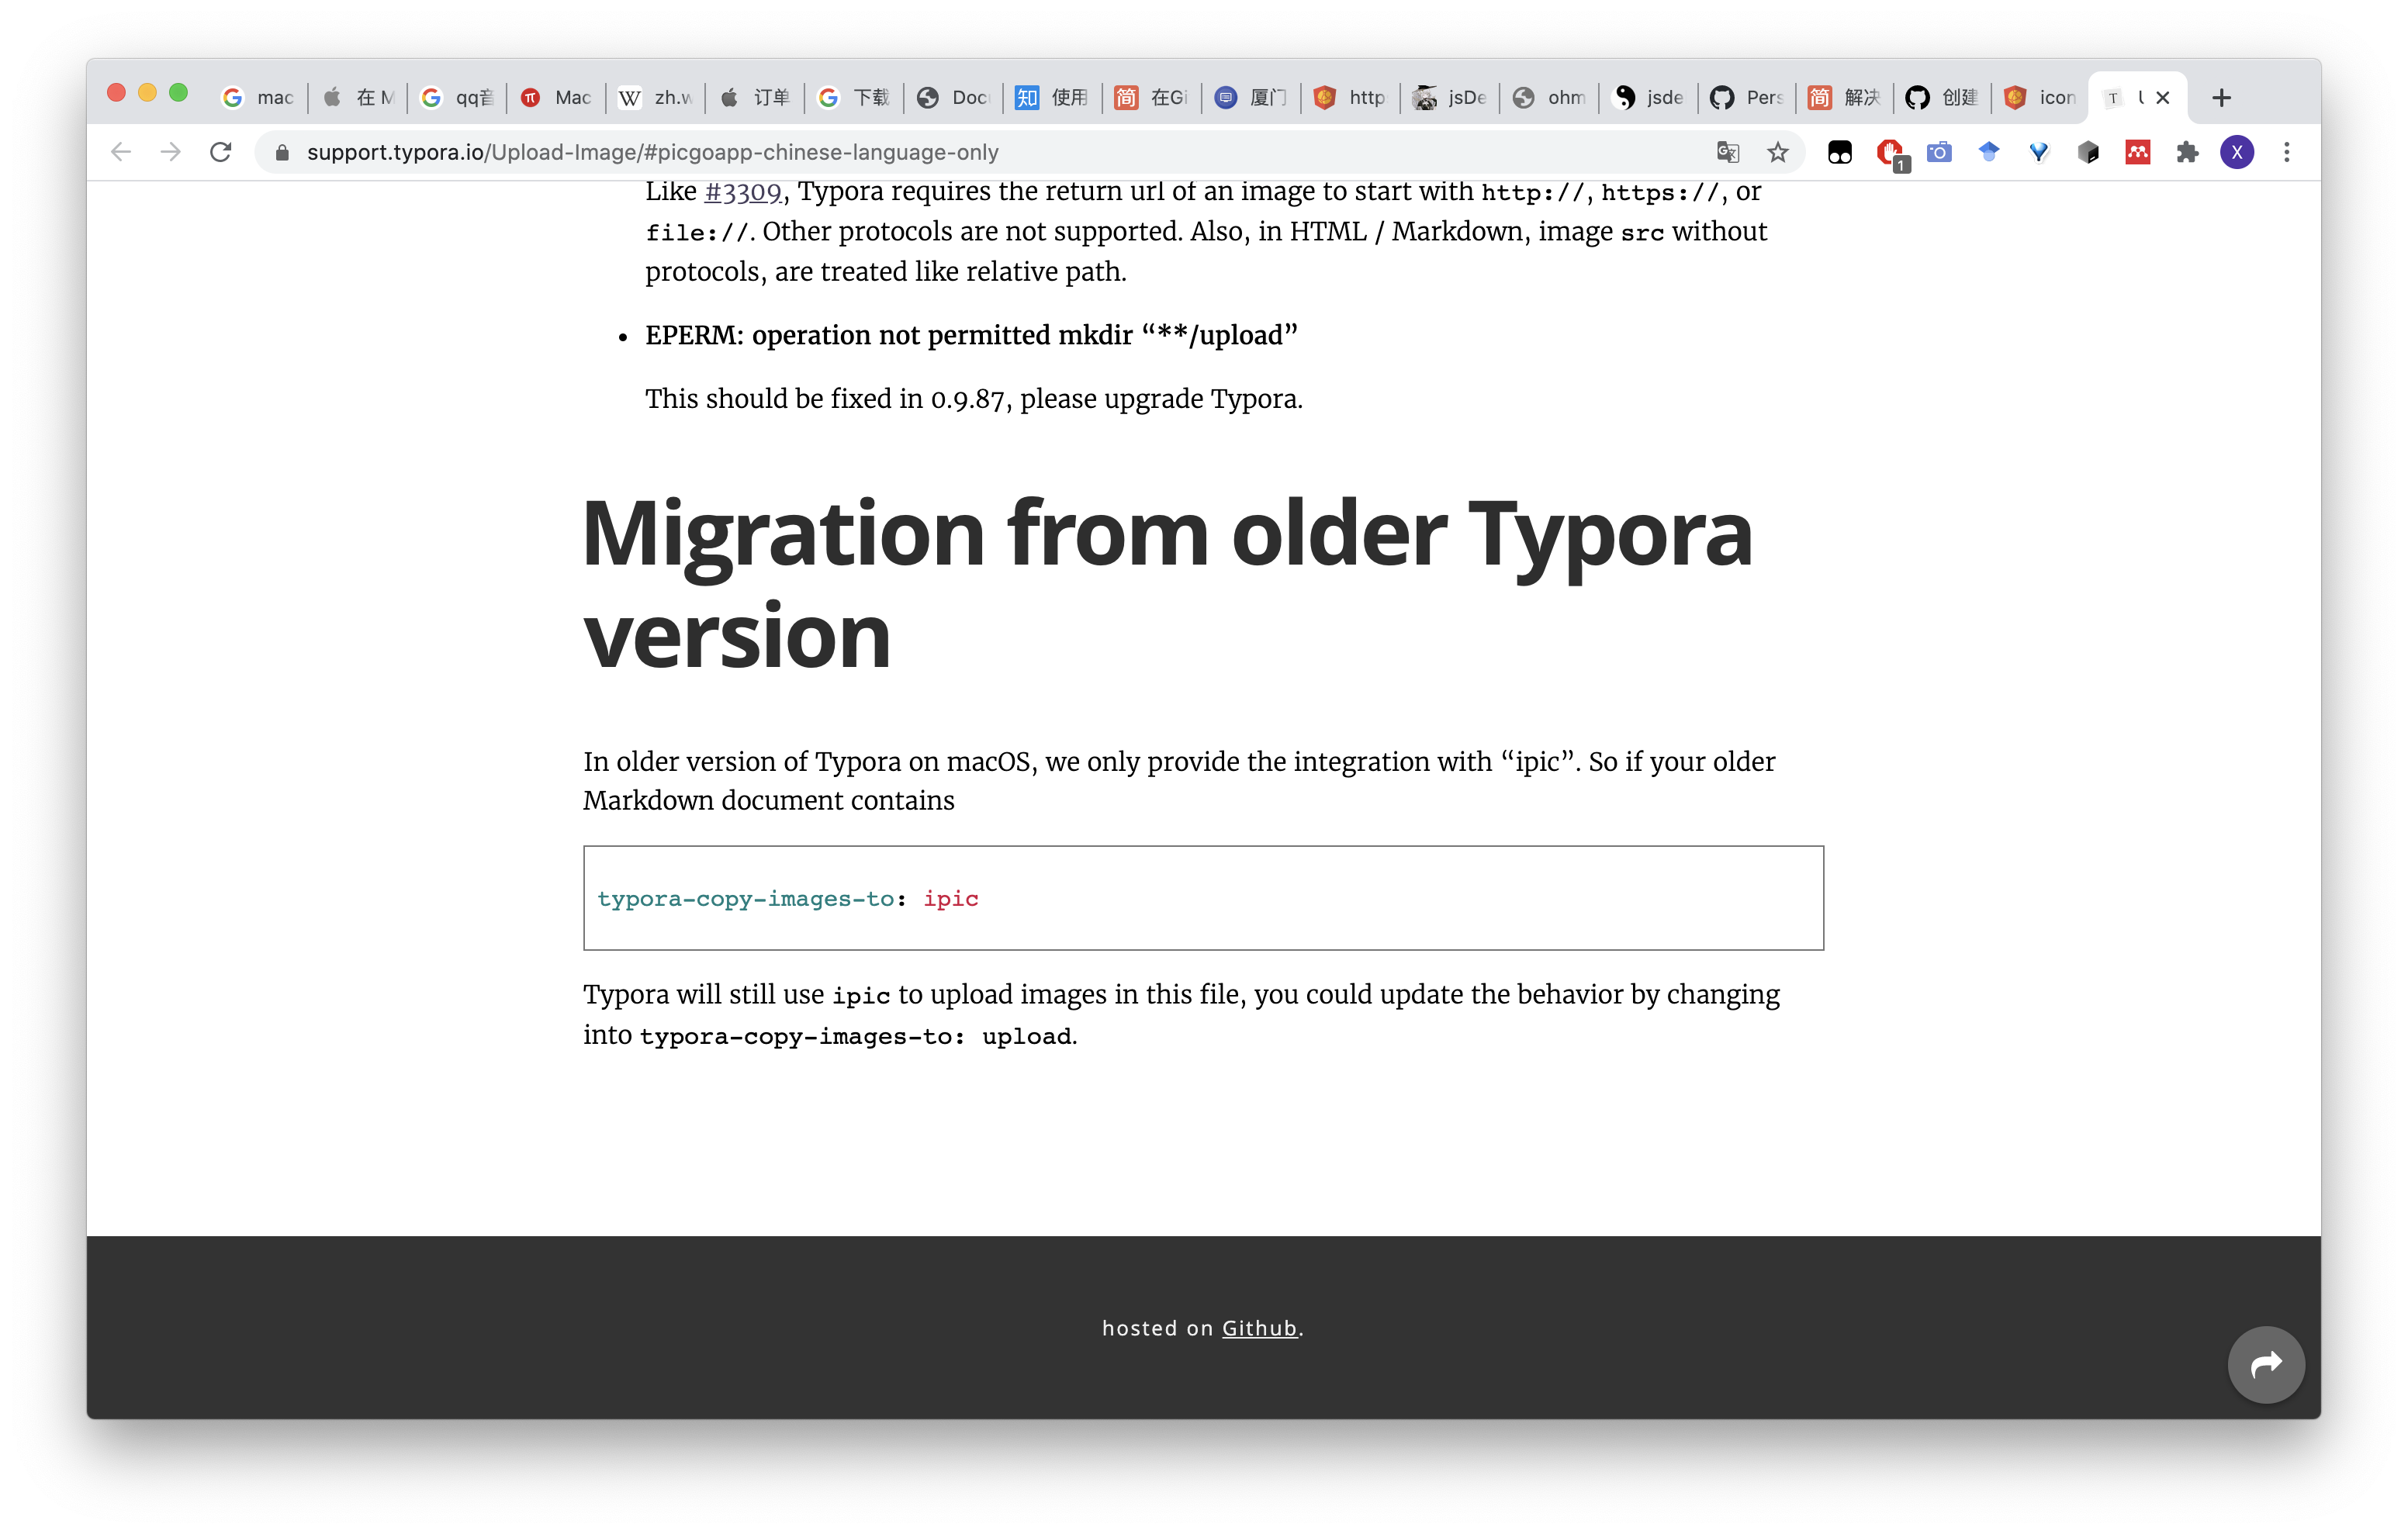 mac
在 M
qq音
Mac
zh.w
订单
下载
Doc
使用
在Gi
厦门
http
jsDe
ohm
jsde
Pers
解决
创建
icon
support.typora.io/Upload-Image/#picgoapp-chinese-language-only
1
X
Like #3309, Typora requires the return url of an image to start with http://, https://, or
file://. Other protocols are not supported. Also, in HTML / Markdown, image src without
protocols, are treated like relative path.
• EPERM: operation not permitted mkdir “**/upload”
This should be fixed in 0.9.87, please upgrade Typora.
Migration from older Typora
version
In older version of Typora on macOS, we only provide the integration with “ipic”. So if your older
Markdown document contains
typora-copy-images-to: ipic
Typora will still use ipic to upload images in this file, you could update the behavior by changing
into typora-copy-images-to: upload.
hosted on Github.